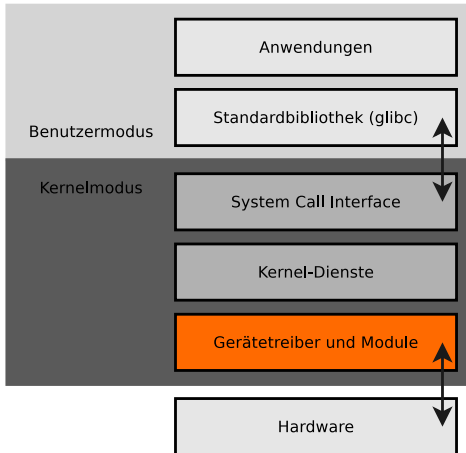 Anwendungen
Standardbibliothek (glibc)
Benutzermodus
Kernelmodus
System Call Interface
Kernel-Dienste
Gerätetreiber und Module
Hardware